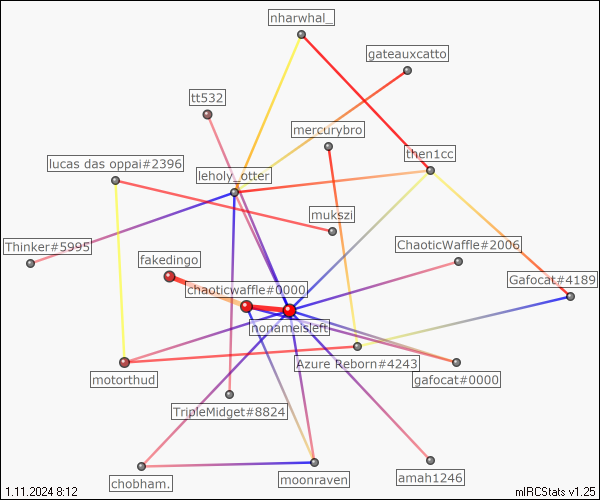 nharwhal_
gateauxcatto
tt532
mercurybro
then1cc
lucas das oppai#2396
leholy_otter
mukszi
Thinker#5995
ChaoticWaffle#2006
fakedingo
Gafocat#4189
chaoticwaffle#0000
nonameisleft
Azure Reborn#4243
motorthud
gafocat#0000
TripleMidget#8824
chobham.
moonraven
amah1246
1.11.2024 8:12
mIRCStats v1.25